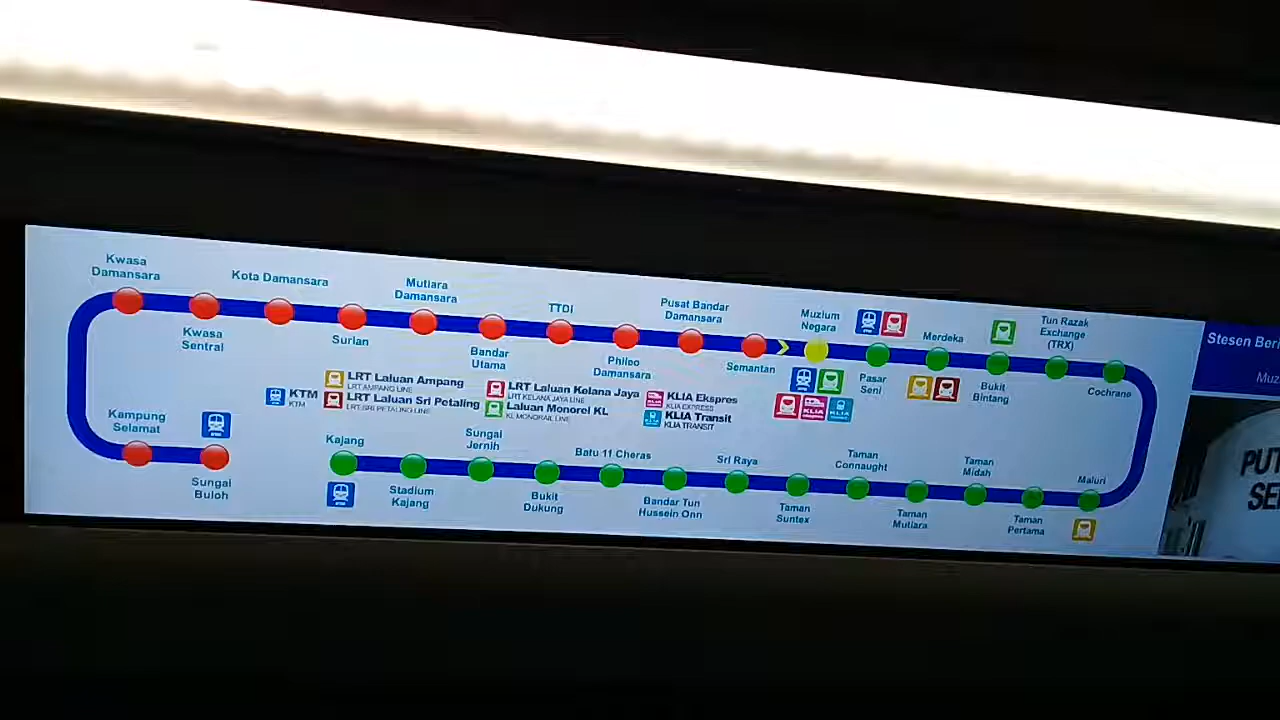 Kwasa
Damansara
Kwasa
Sentral
Kota Damansara
Surian
Mutiara
Damansara
Bandar
Utama
TTDI
Phileo
Damansara
Pusat Bandar
Damansara
Semantan
Muzium
Negara
Pasar
Seni
Merdeka
Bukit
Bintang
Tun Razak
Exchange
(TRX)
Cochrane
Stesen Beri
Muz
KTM
KTM
LRT Laluan Ampang
LRT AMPANG LINE
LRT Laluan Sri Petaling
LRT SRI PETALING LINE
LRT Laluan Kelana Jaya
LRT KELANA JAYA LINE
Laluan Monorel KL
KL MONORAIL LINE
KLIA Ekspres
KLIA EKSPRES
KLIA Transit
KLIA TRANSIT
Kampung
Selamat
Sungai
Buloh
Kajang
Stadium
Kajang
Sungai
Jernih
Bukit
Dukung
Batu 11 Cheras
Bandar Tun
Hussein Onn
Sri Raya
Taman
Suntex
Taman
Connaught
Taman
Mutiara
Taman
Midah
Taman
Pertama
Maluri
PUT
SE